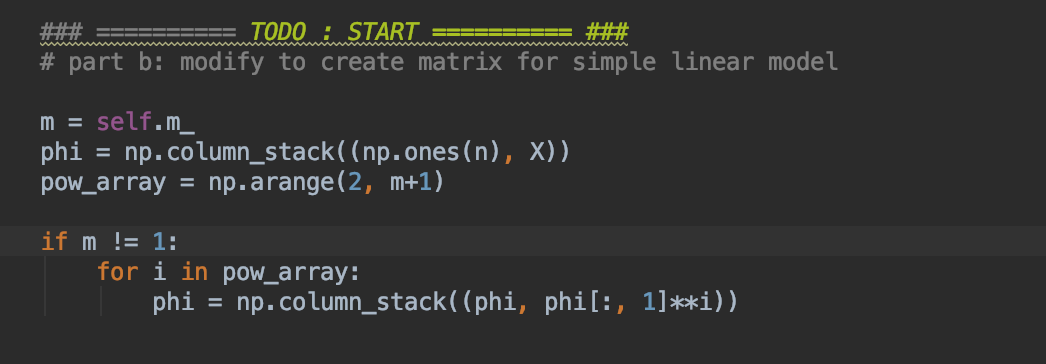 ### ========== TODO : START ========== ###
# part b: modify to create matrix for simple linear model
m = self.m_
phi = np.column_stack((np.ones(n), X))
pow_array = np.arange(2, m+1)
if m != 1:
for i in pow_array:
phi = np.column_stack((phi, phi[:, 1]**i))